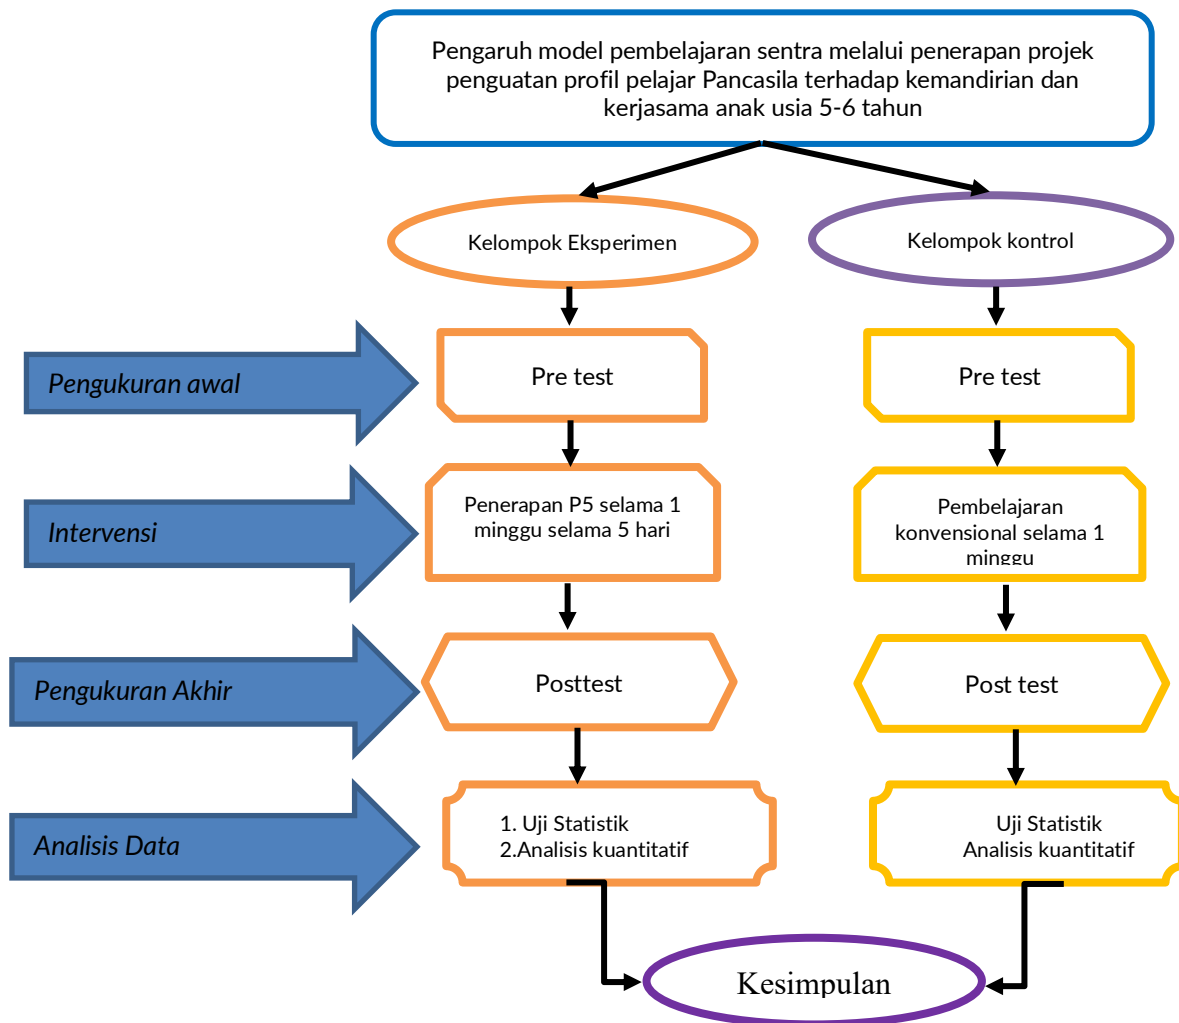 Pengaruh model pembelajaran sentra melalui penerapan projek
penguatan profil pelajar Pancasila terhadap kemandirian dan
kerjasama anak usia 5-6 tahun
Kelompok Eksperimen
Kelompok kontrol
Pengukuran awal
Pre test
Pre test
Intervensi
Penerapan P5 selama 1
minggu selama 5 hari
Pembelajaran
konvensional selama 1
minggu
Pengukuran Akhir
Posttest
Post test
Analisis Data
1. Uji Statistik
2.Analisis kuantitatif
Uji Statistik
Analisis kuantitatif
Kesimpulan